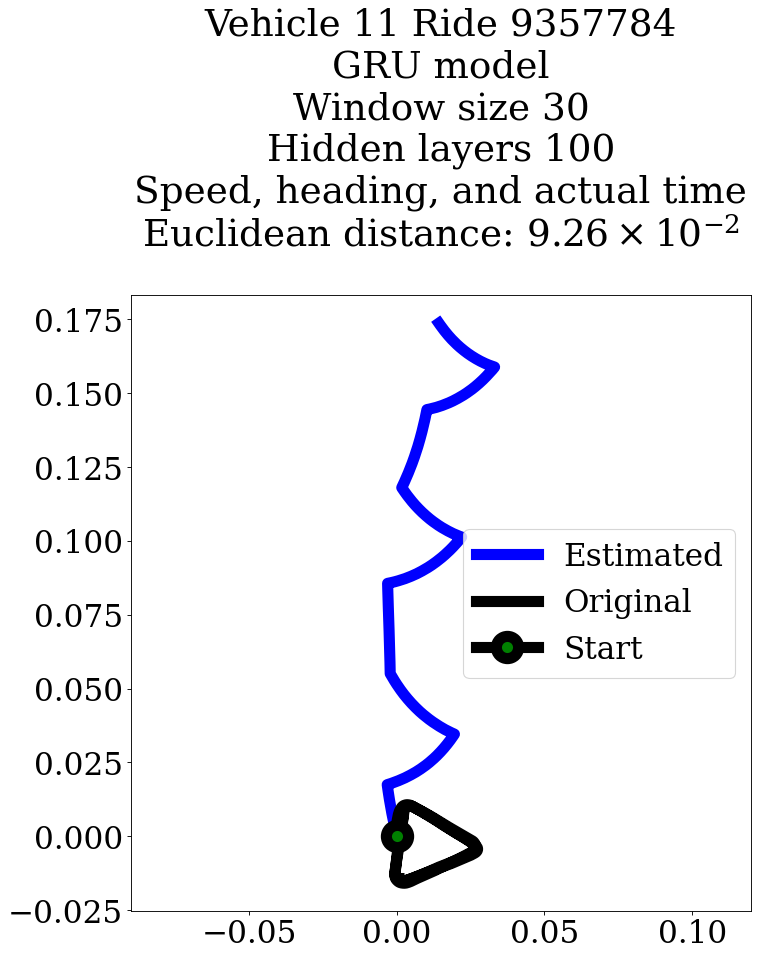 Vehicle 11 Ride 9357784
GRU model
Window size 30
Hidden layers 100
Speed, heading, and actual time
Euclidean distance: 9.26 × 10⁻²
0.175
0.150
0.125
0.100
0.075
0.050
0.025
0.000
−0.025
Estimated
Original
Start
−0.05 0.00 0.05 0.10